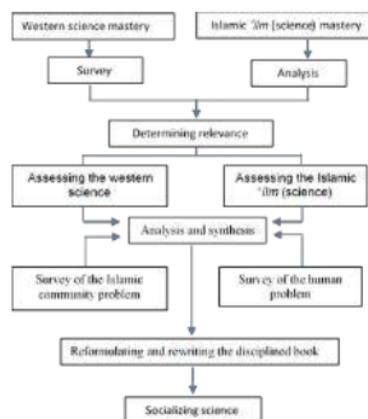 Western science mastery
Islamic 'ilm (science) mastery
Survey
Analysis
Determining relevance
Assessing the western
science
Assessing the Islamic
'ilm (science)
Analysis and synthesis
Survey of the Islamic
community problem
Survey of the human
problem
Reformulating and rewriting the disciplined book
Socializing science